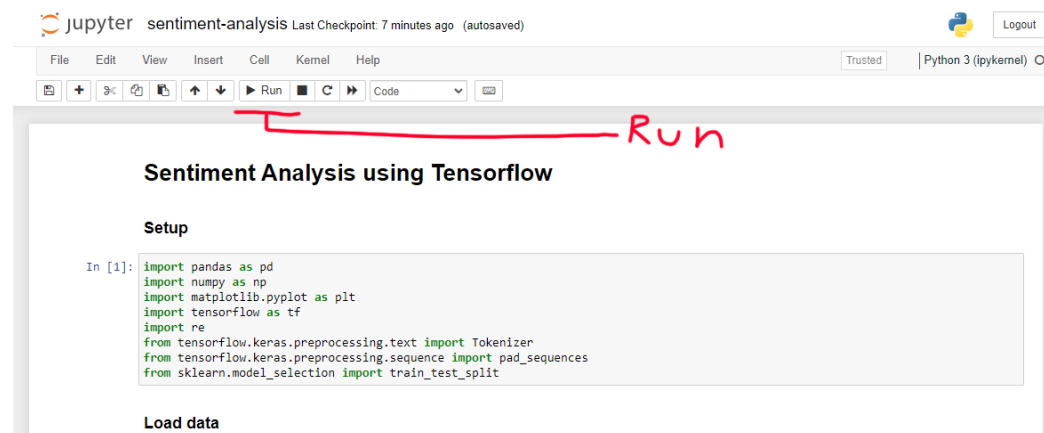 jupyter sentiment-analysis Last Checkpoint: 7 minutes ago (autosaved)
Logout
File Edit View Insert Cell Kernel Help
Trusted
Python 3 (ipykernel)
Run
Code
Run
Sentiment Analysis using Tensorflow
Setup
In [1]:
import pandas as pd
import numpy as np
import matplotlib.pyplot as plt
import tensorflow as tf
import re
from tensorflow.keras.preprocessing.text import Tokenizer
from tensorflow.keras.preprocessing.sequence import pad_sequences
from sklearn.model_selection import train_test_split
Load data